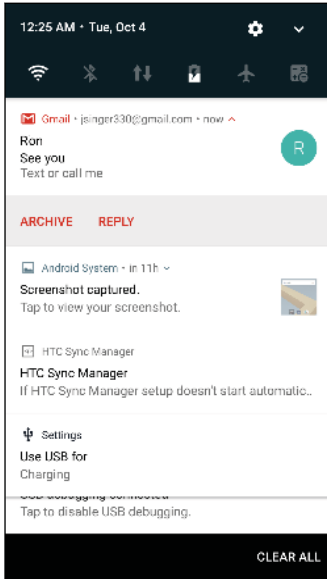 12:25 AM • Tue, Oct 4
Gmail • jsinger330@gmail.com • now
Ron
See you
Text or call me
R
ARCHIVE REPLY
Android System • in 11h
Screenshot captured.
Tap to view your screenshot.
HTC Sync Manager
HTC Sync Manager
If HTC Sync Manager setup doesn't start automatic..
Settings
Use USB for
Charging
USB debugging connected
Tap to disable USB debugging.
CLEAR ALL